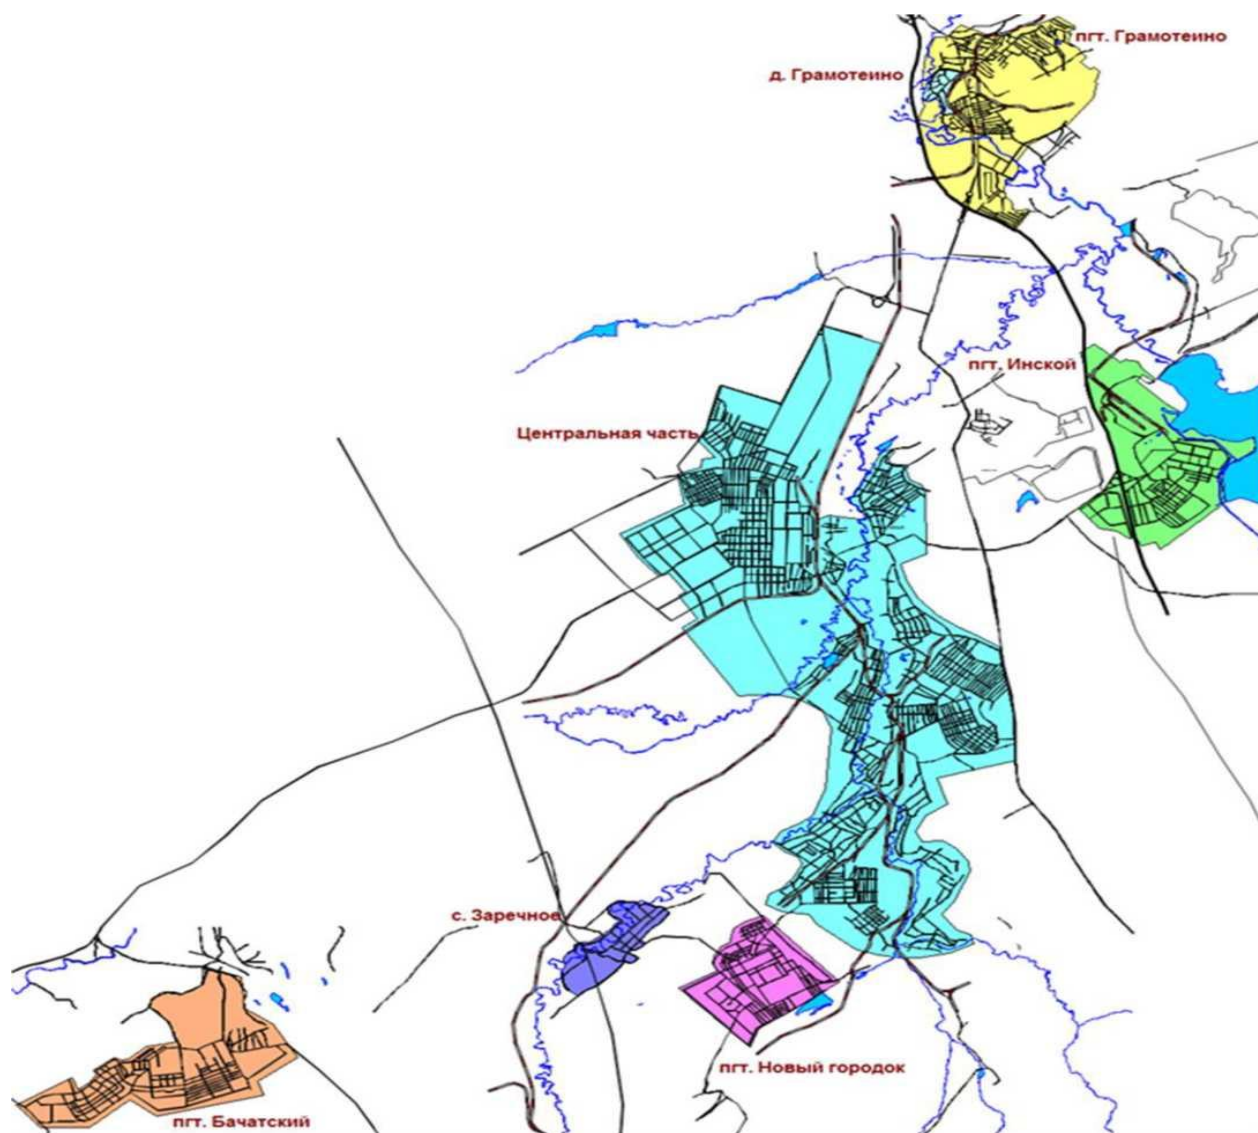 пгт. Грамотеино
д. Грамотеино
пгт. Инской
Центральная часть
с. Заречное
пгт. Новый городок
пгт. Бачатский